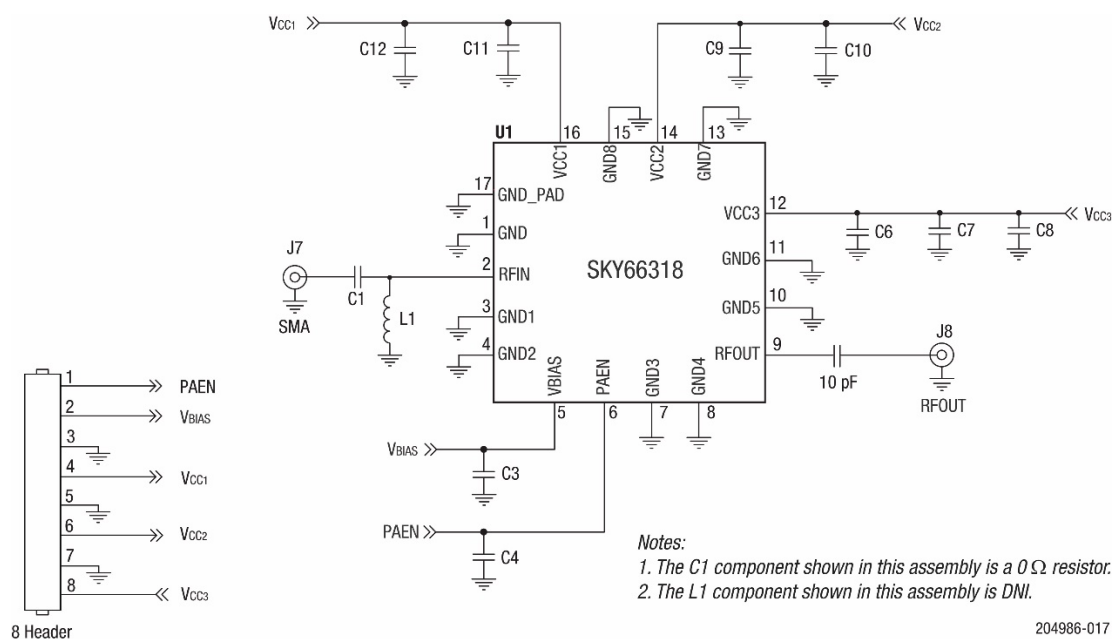 VCC1
C12
C11
C9
C10
VCC2
U1
16
15
14
13
VCC1
GND8
VCC2
GND7
17
GND_PAD
1
GND
2
RFIN
3
GND1
4
GND2
SKY66318
VCC3
12
GND6
11
GND5
10
RFOUT
9
C6
C7
C8
VCC3
J7
SMA
C1
L1
10 pF
J8
RFOUT
VBIAS
PAEN
GND3
GND4
5
6
7
8
VBIAS
C3
PAEN
C4
1
PAEN
2
VBIAS
3
4
VCC1
5
6
VCC2
7
8
VCC3
8 Header
Notes:
1. The C1 component shown in this assembly is a 0 Ω resistor.
2. The L1 component shown in this assembly is DNI.
204986-017